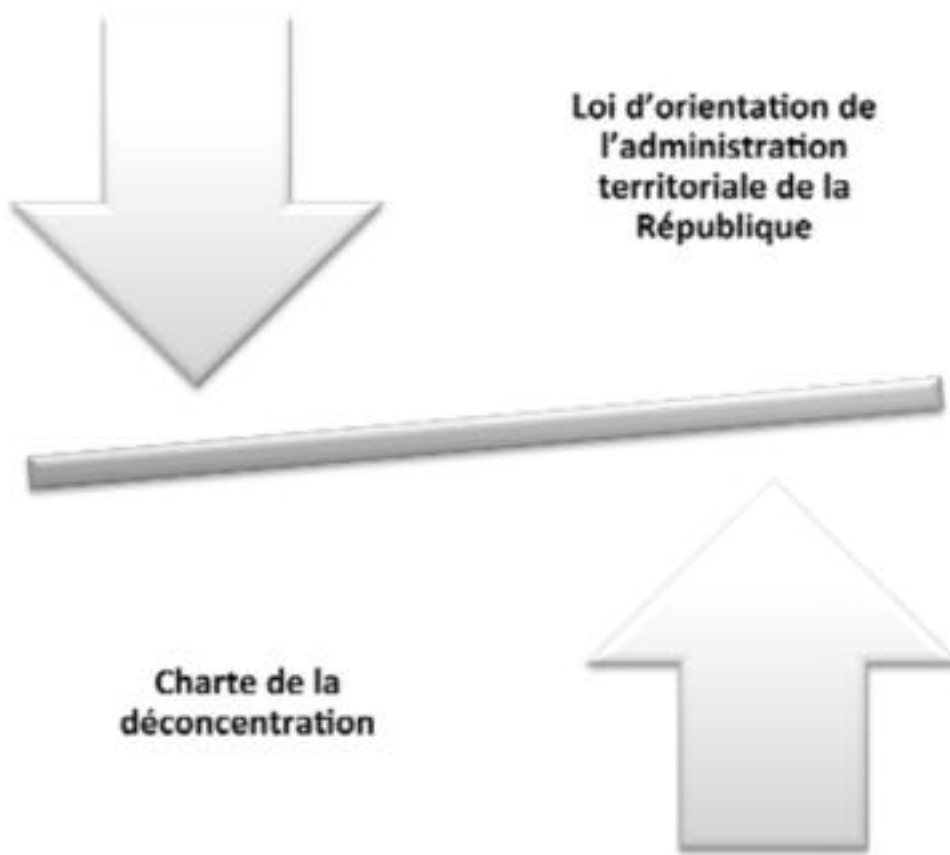 Loi d’orientation de
l’administration
territoriale de la
République
Charte de la
déconcentration